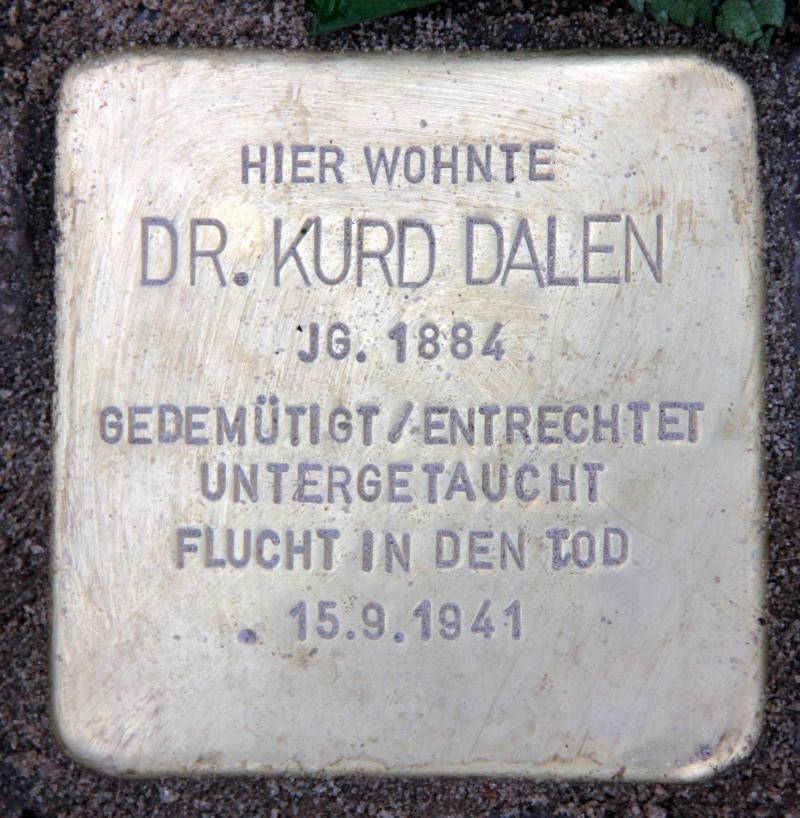 HIER WOHNTE
DR. KURD DALEN
JG. 1884
GEDEMÜTIGT/ENTRECHTET
UNTERGETAUCHT
FLUCHT IN DEN TOD
15.9.1941